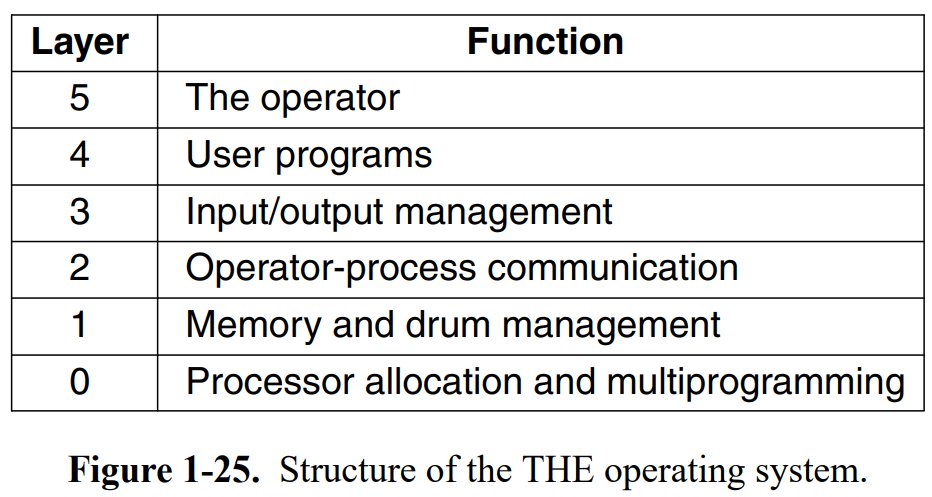 Layer Function
5 The operator
4 User programs
3 Input/output management
2 Operator-process communication
1 Memory and drum management
0 Processor allocation and multiprogramming
Figure 1-25. Structure of the THE operating system.